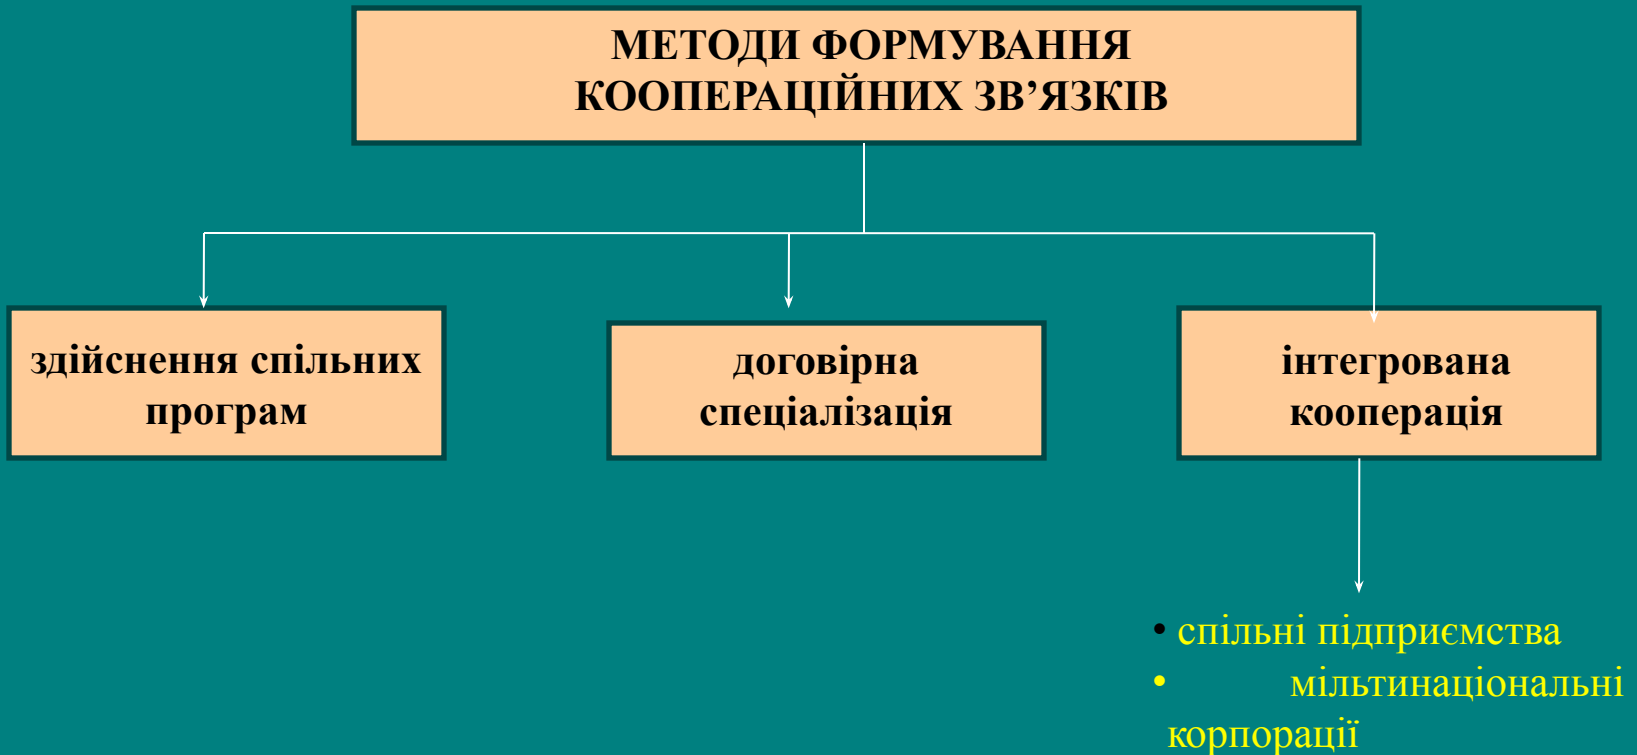 МЕТОДИ ФОРМУВАННЯ
КООПЕРАЦІЙНИХ ЗВ’ЯЗКІВ
здійснення спільних
програм
договірна
спеціалізація
інтегрована
кооперація
• спільні підприємства
• мільтинаціональні
корпорації